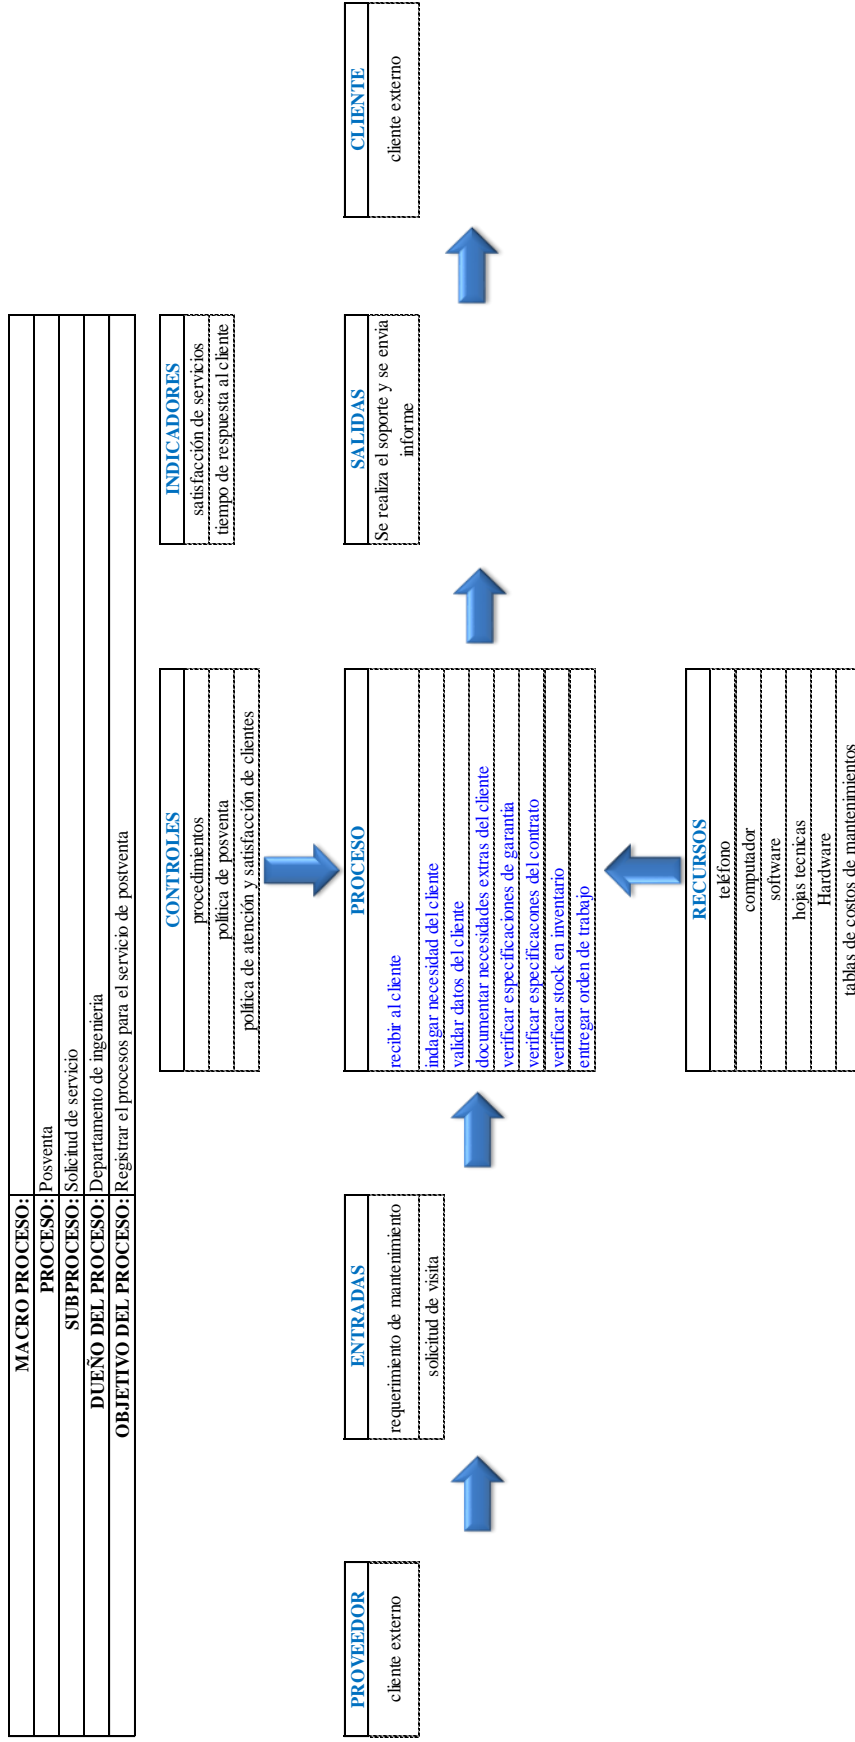 MACRO PROCESO:
PROCESO: Posventa
SUBPROCESO: Solicitud de servicio
DUEÑO DEL PROCESO: Departamento de ingenieria
OBJETIVO DEL PROCESO: Registrar el procesos para el servicio de postventa
CONTROLES
procedimientos
política de posventa
política de atención y satisfacción de clientes
INDICADORES
satisfacción de servicios
tiempo de respuesta al cliente
PROVEEDOR
cliente externo
ENTRADAS
requerimiento de mantenimiento
solicitud de visita
PROCESO
recibir al cliente
indagar necesidad del cliente
validar datos del cliente
documentar necesidades extras del cliente
verificar especificaciones de garantía
verificar especificacones del contrato
verificar stock en inventario
entregar orden de trabajo
SALIDAS
Se realiza el soporte y se envia
informe
CLIENTE
cliente externo
RECURSOS
teléfono
computador
software
hojas tecnicas
Hardware
tablas de costos de mantenimientos